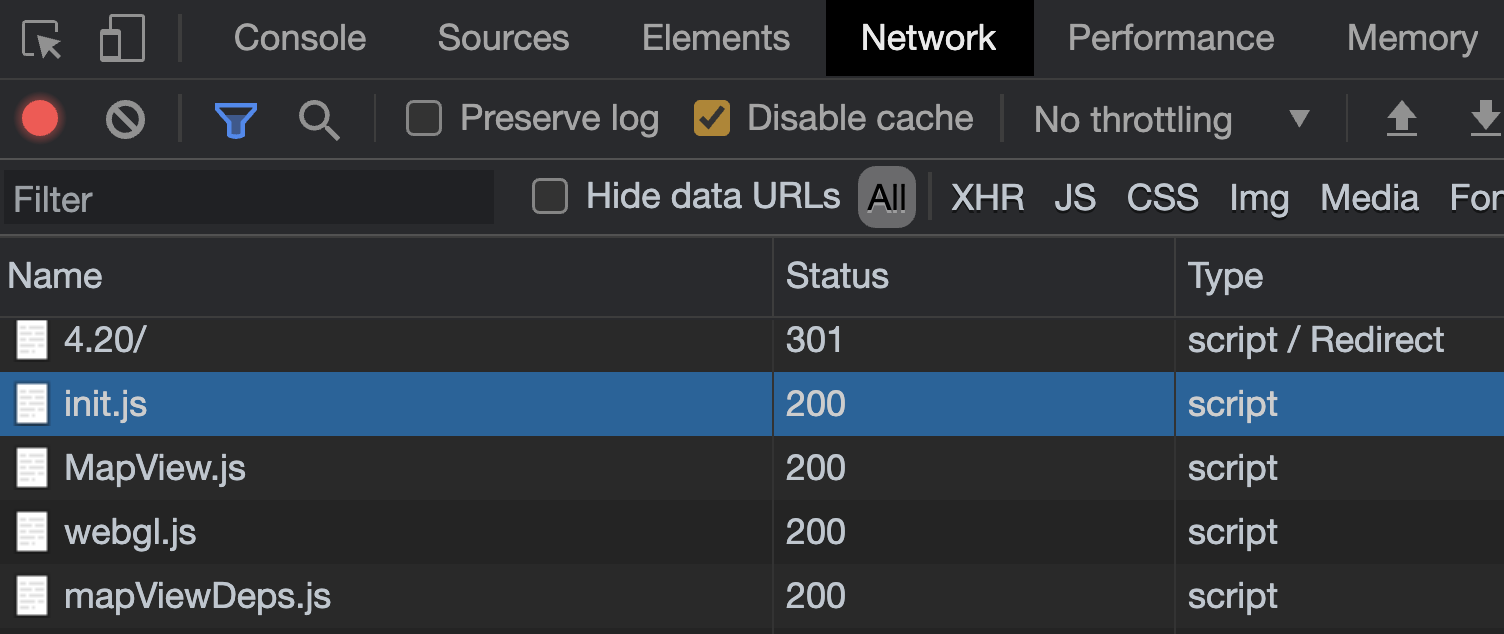 Console Sources Elements Network Performance Memory
Preserve log Disable cache No throttling
Filter Hide data URLs All XHR JS CSS Img Media For
Name Status Type
4.20/ 301 script / Redirect
init.js 200 script
MapView.js 200 script
webgl.js 200 script
mapViewDeps.js 200 script